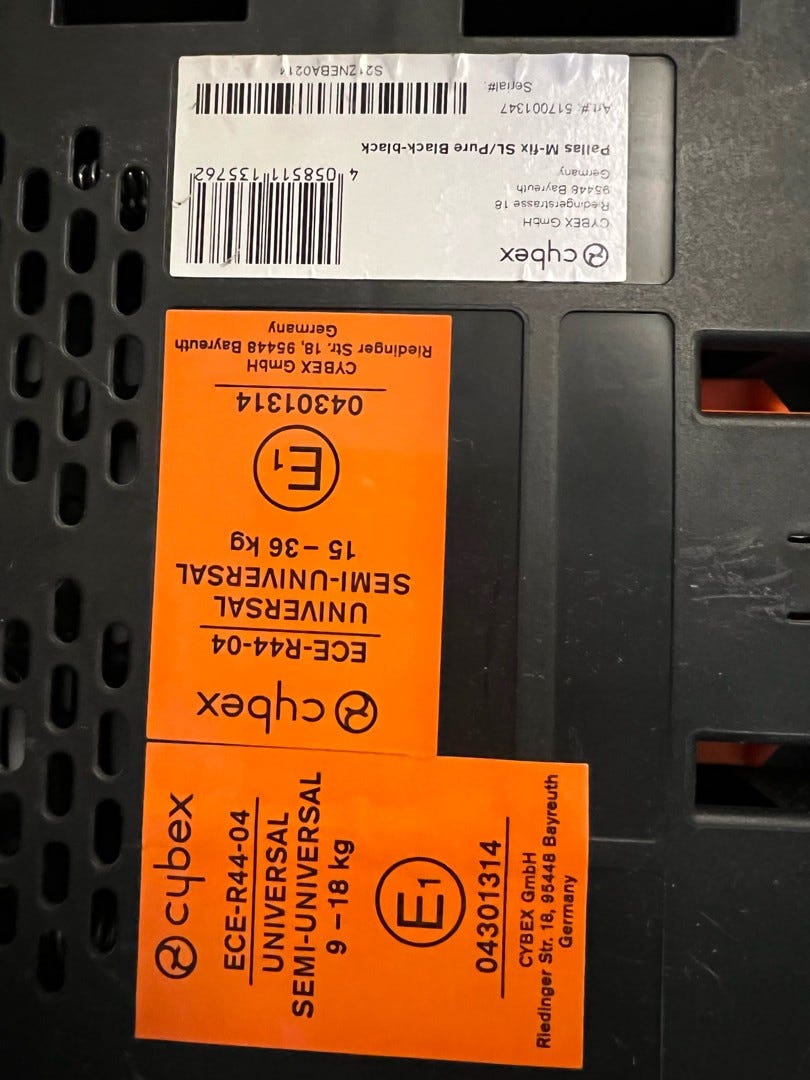 cybex
CYBEX GmbH
Riedingerstrasse 18
95448 Bayreuth
Germany
4 058511 135762
Pallas M-fix SL/Pure Black-black
Art.#: 517001347
Serial#:
S21ZNEBA0214
cybex
ECE-R44-04
UNIVERSAL
SEMI-UNIVERSAL
15 – 36 kg
E1
04301314
CYBEX GmbH
Riedinger Str. 18, 95448 Bayreuth
Germany
cybex
ECE-R44-04
UNIVERSAL
SEMI-UNIVERSAL
9 – 18 kg
E1
04301314
CYBEX GmbH
Riedinger Str. 18, 95448 Bayreuth
Germany